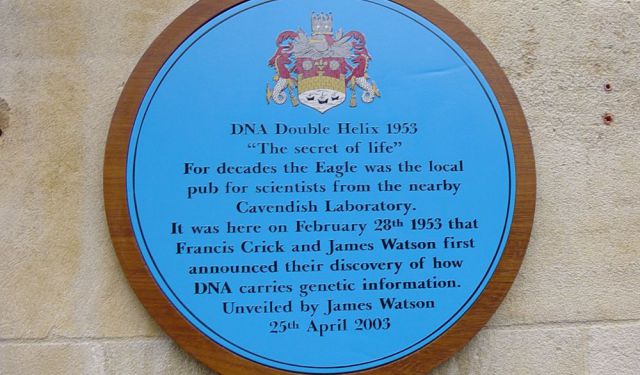 DNA Double Helix 1953
“The secret of life”
For decades the Eagle was the local
pub for scientists from the nearby
Cavendish Laboratory.
It was here on February 28th 1953 that
Francis Crick and James Watson first
announced their discovery of how
DNA carries genetic information.
Unveiled by James Watson
25th April 2003